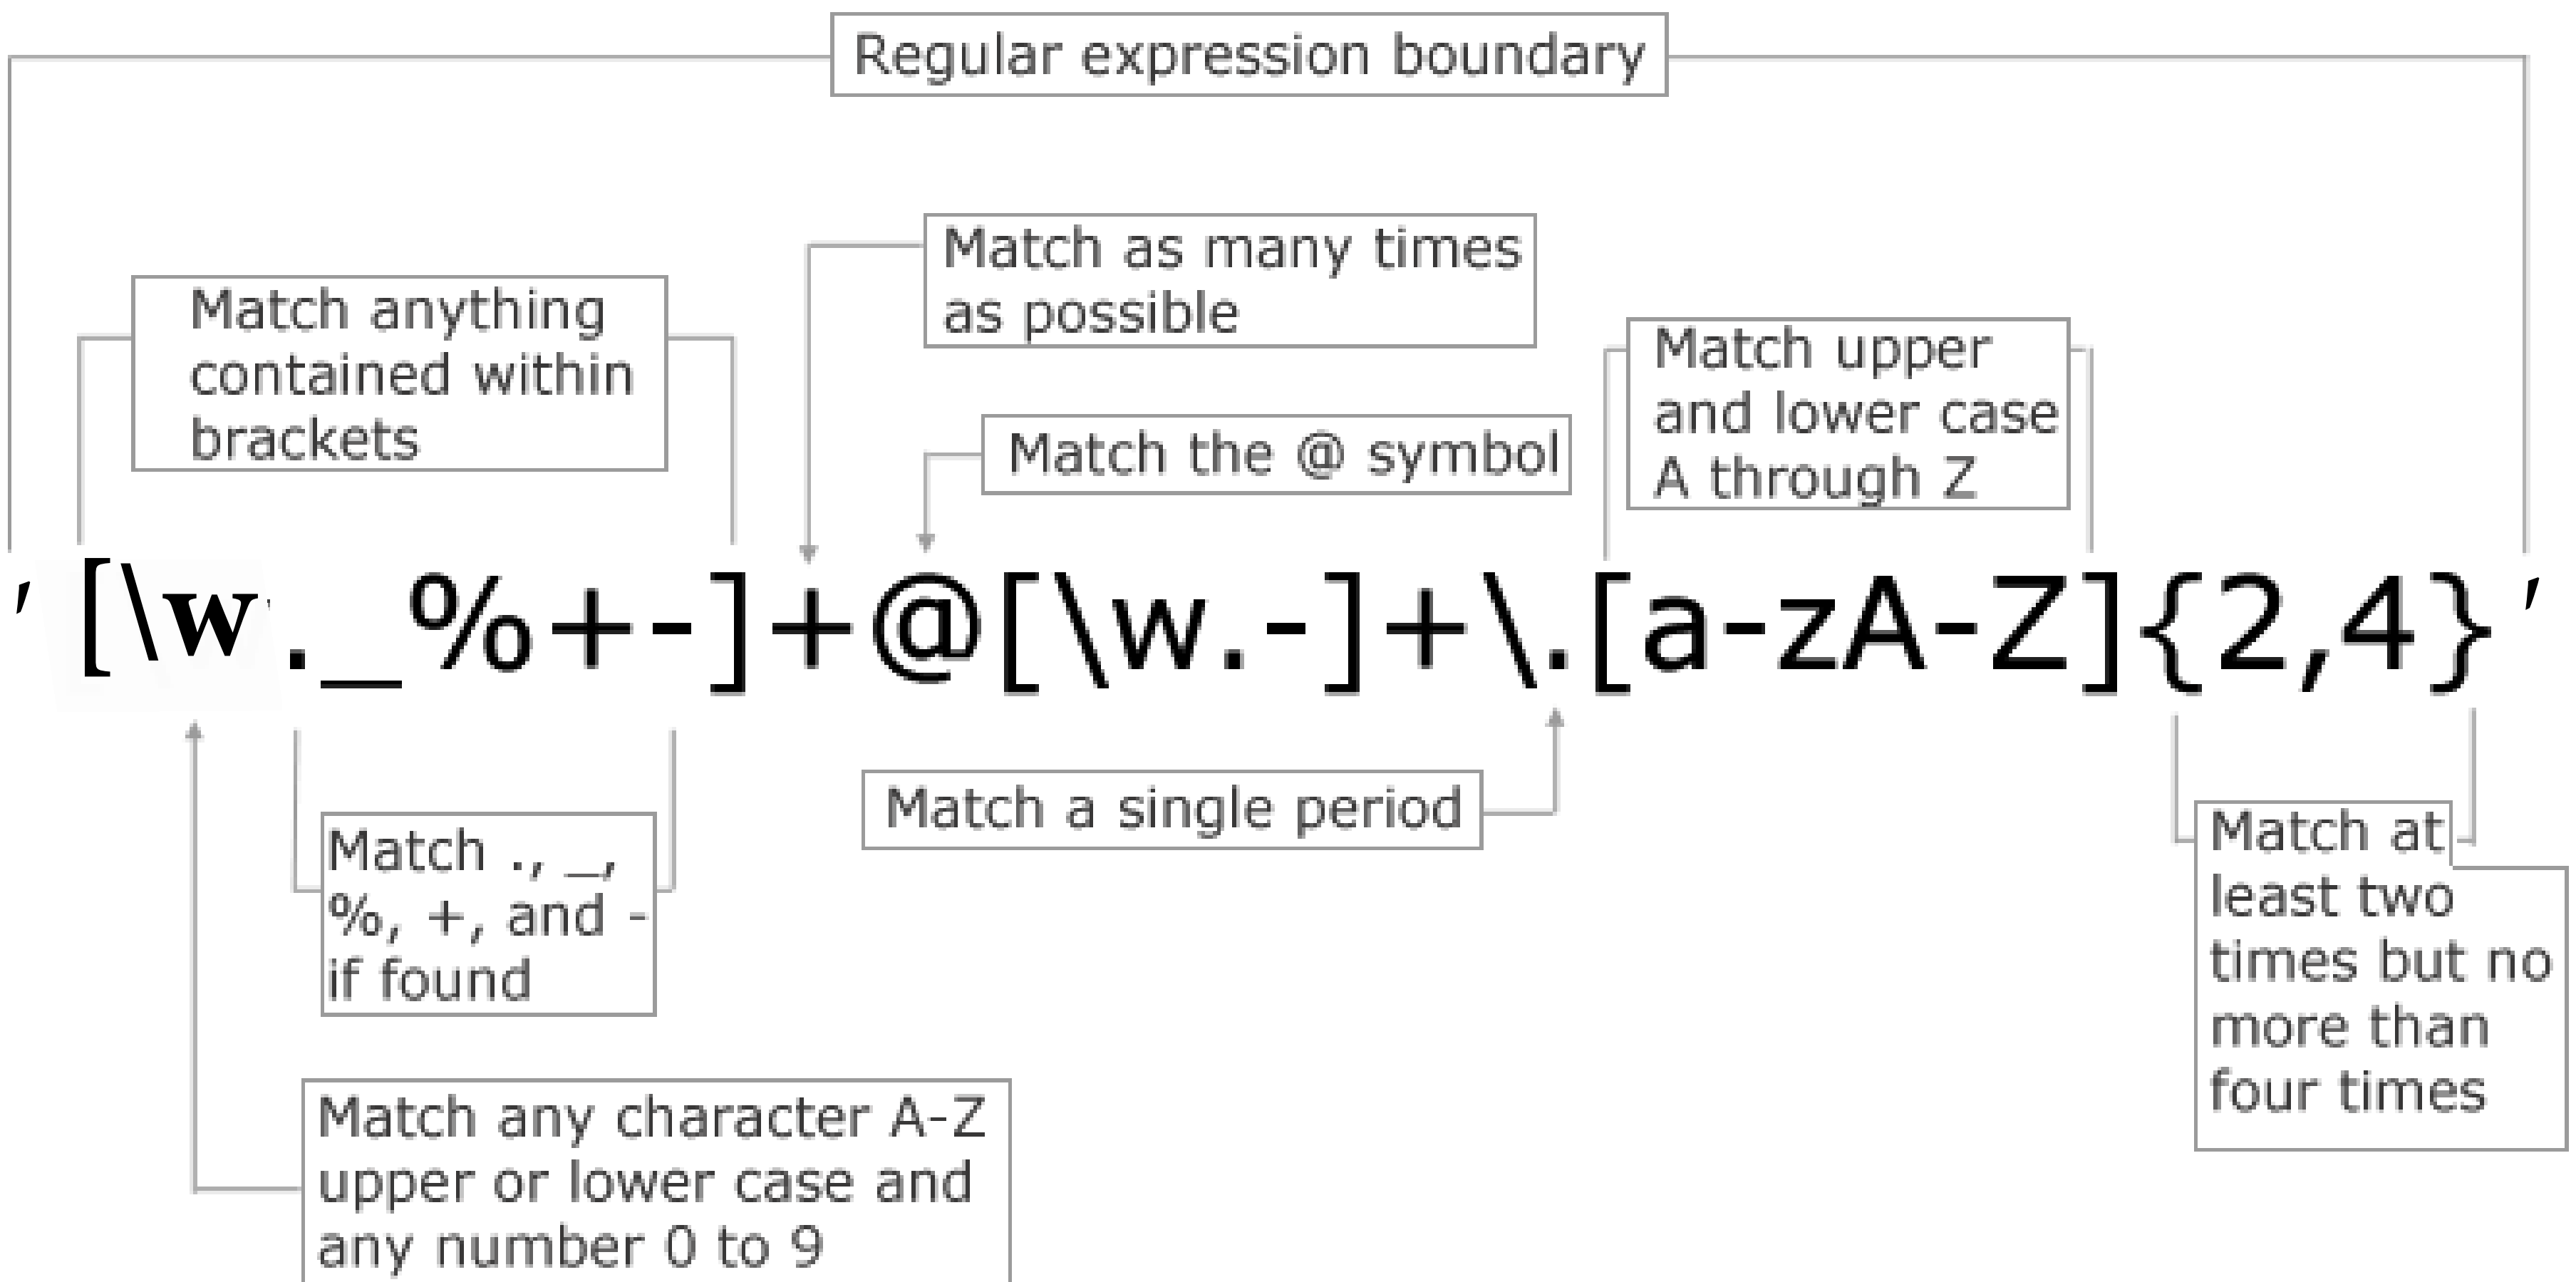 Regular expression boundary
Match as many times
as possible
Match anything
contained within
brackets
Match upper
and lower case
A through Z
Match the @ symbol
'[\w._%+-]+@[\w.-]+\.[a-zA-Z]{2,4}'
Match a single period
Match ., _,
%, +, and -
if found
Match at
least two
times but no
more than
four times
Match any character A-Z
upper or lower case and
any number 0 to 9